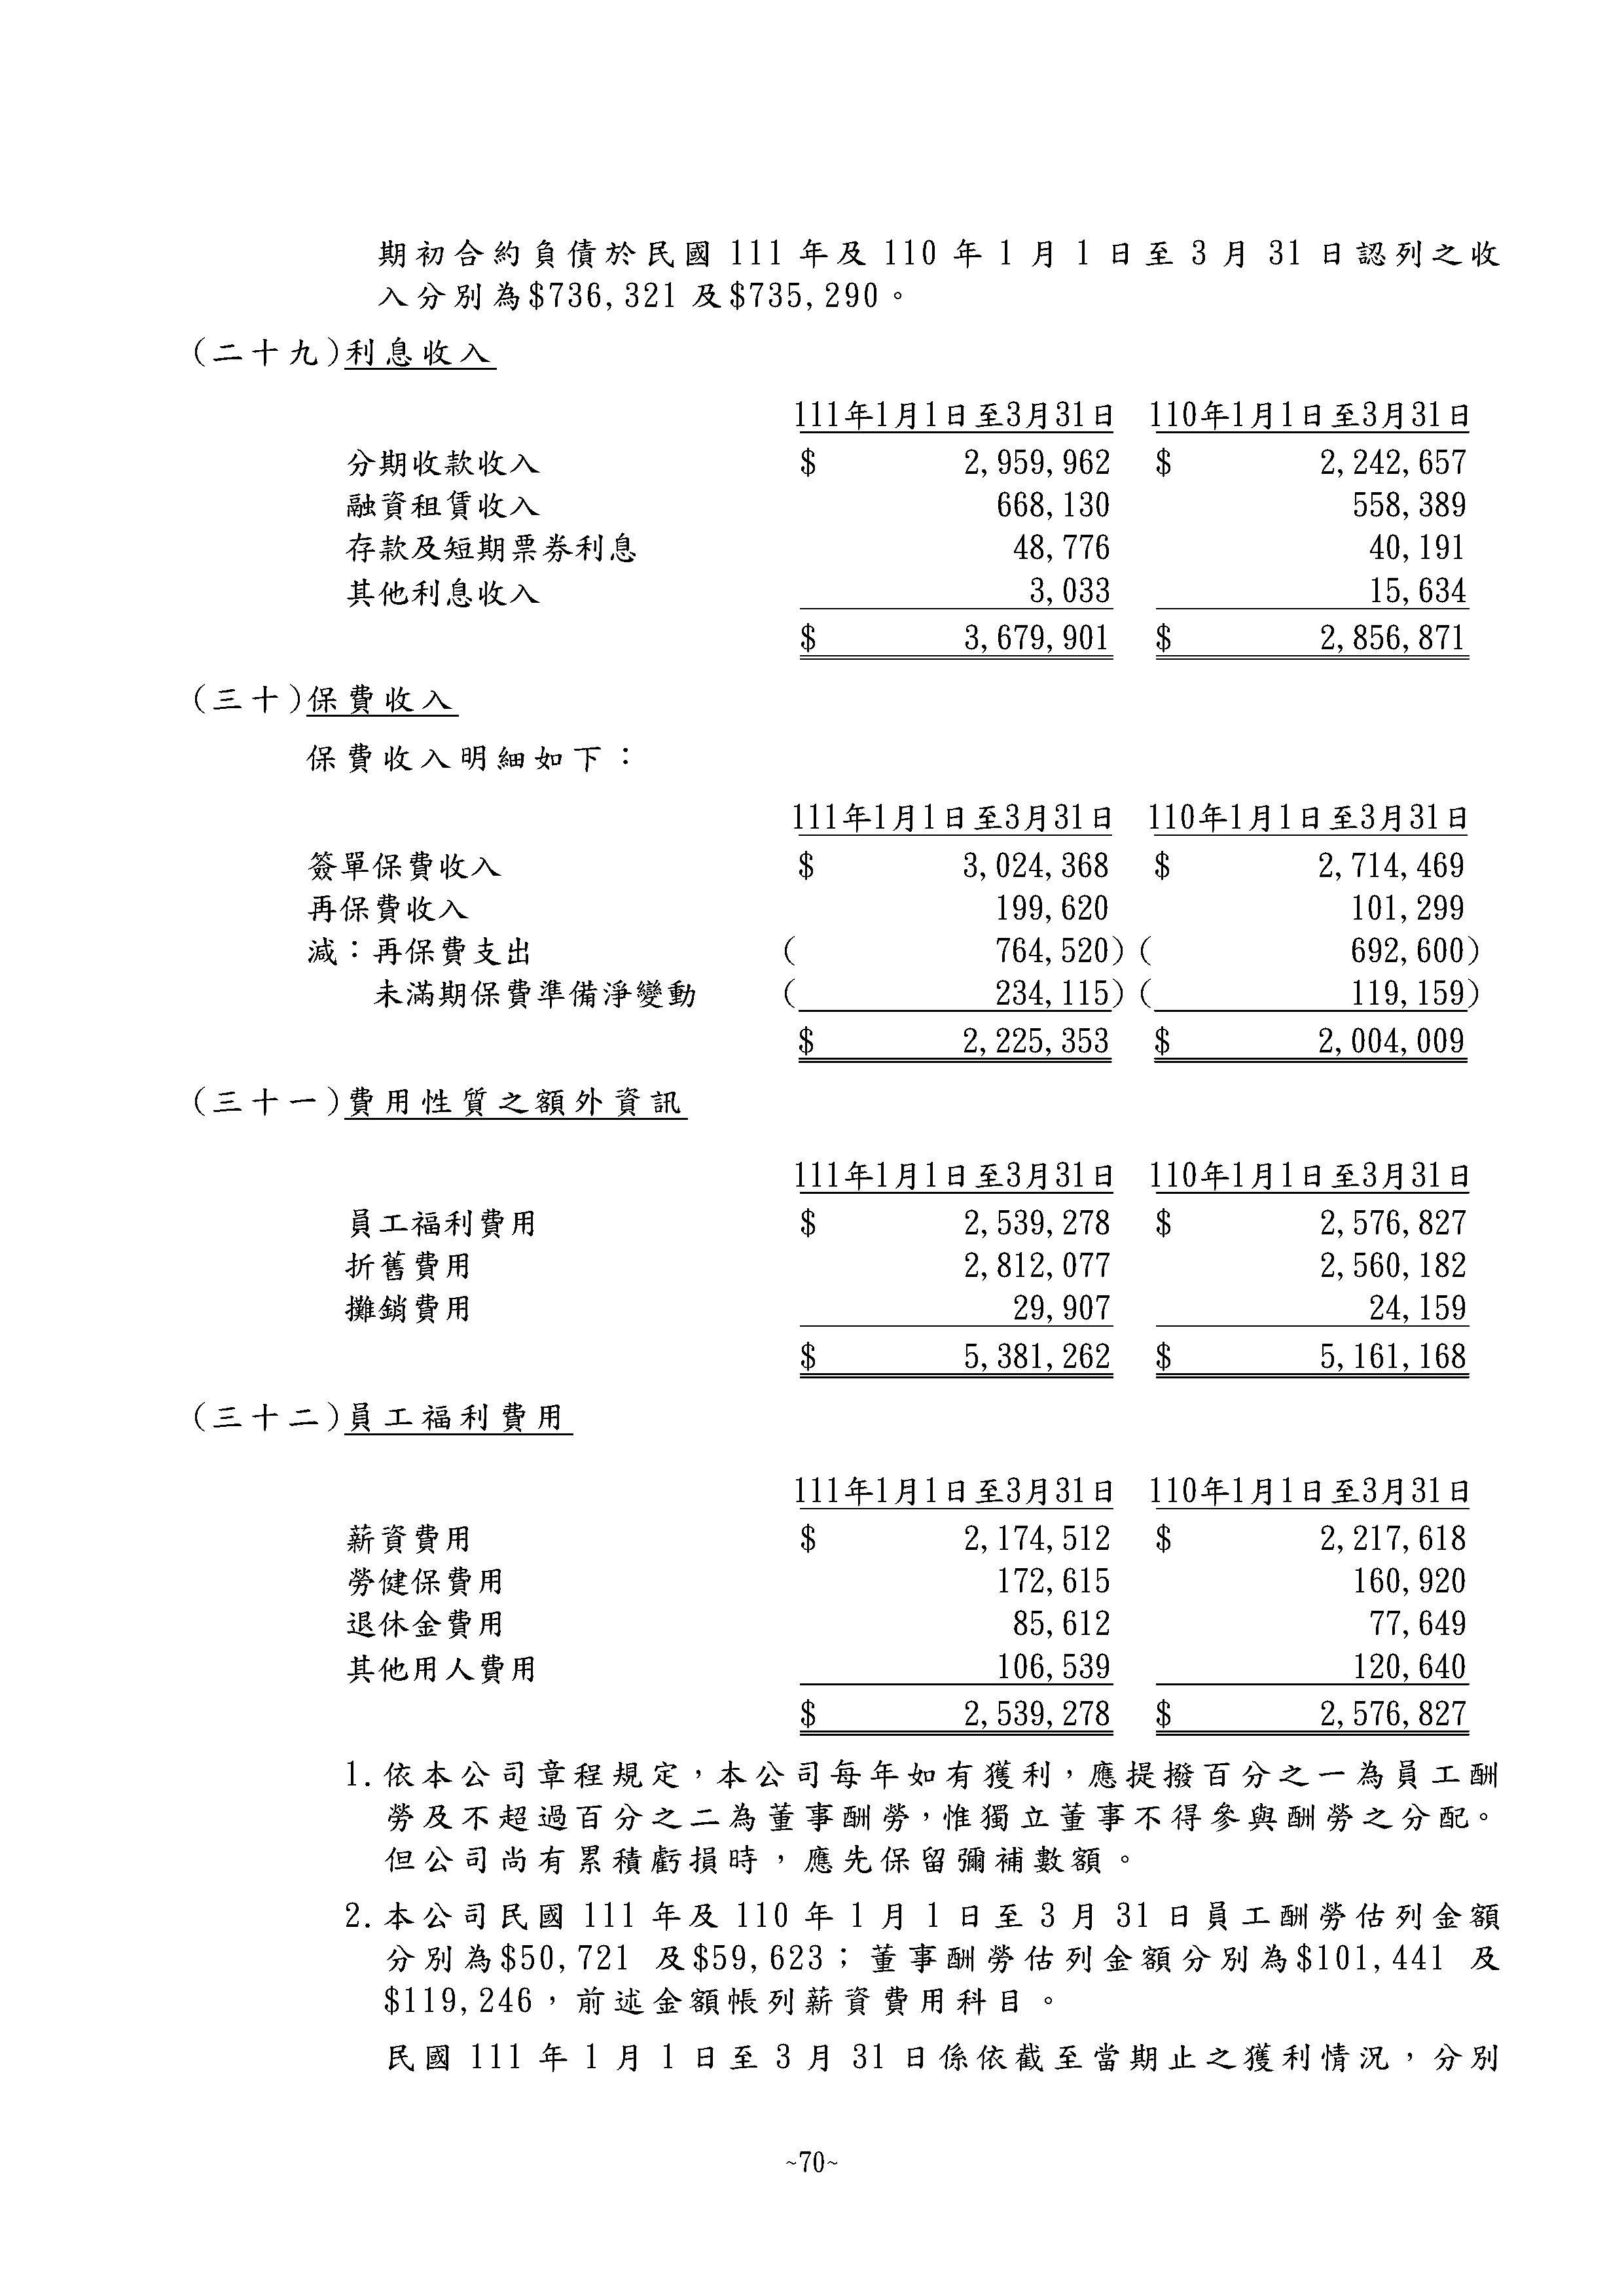 期初合約負債於民國 111 年及 110 年 1 月 1 日至 3 月 31 日認列之收
入分別為$736,321 及$735,290。
(二十九)利息收入
111年1月1日至3月31日 110年1月1日至3月31日
分期收款收入 $ 2,959,962 $ 2,242,657
融資租賃收入 668,130 558,389
存款及短期票券利息 48,776 40,191
其他利息收入 3,033 15,634
$ 3,679,901 $ 2,856,871
(三十)保費收入
保費收入明細如下：
111年1月1日至3月31日 110年1月1日至3月31日
簽單保費收入 $ 3,024,368 $ 2,714,469
再保費收入 199,620 101,299
減：再保費支出 ( 764,520) ( 692,600)
未滿期保費準備淨變動 ( 234,115) ( 119,159)
$ 2,225,353 $ 2,004,009
(三十一)費用性質之額外資訊
111年1月1日至3月31日 110年1月1日至3月31日
員工福利費用 $ 2,539,278 $ 2,576,827
折舊費用 2,812,077 2,560,182
攤銷費用 29,907 24,159
$ 5,381,262 $ 5,161,168
(三十二)員工福利費用
111年1月1日至3月31日 110年1月1日至3月31日
薪資費用 $ 2,174,512 $ 2,217,618
勞健保費用 172,615 160,920
退休金費用 85,612 77,649
其他用人費用 106,539 120,640
$ 2,539,278 $ 2,576,827
1.依本公司章程規定，本公司每年如有獲利，應提撥百分之一為員工酬
勞及不超過百分之二為董事酬勞，惟獨立董事不得參與酬勞之分配。
但公司尚有累積虧損時，應先保留彌補數額。
2.本公司民國 111 年及 110 年 1 月 1 日至 3 月 31 日員工酬勞估列金額
分別為$50,721 及$59,623；董事酬勞估列金額分別為$101,441 及
$119,246，前述金額帳列薪資費用科目。
民國 111 年 1 月 1 日至 3 月 31 日係依截至當期止之獲利情況，分別
~70~